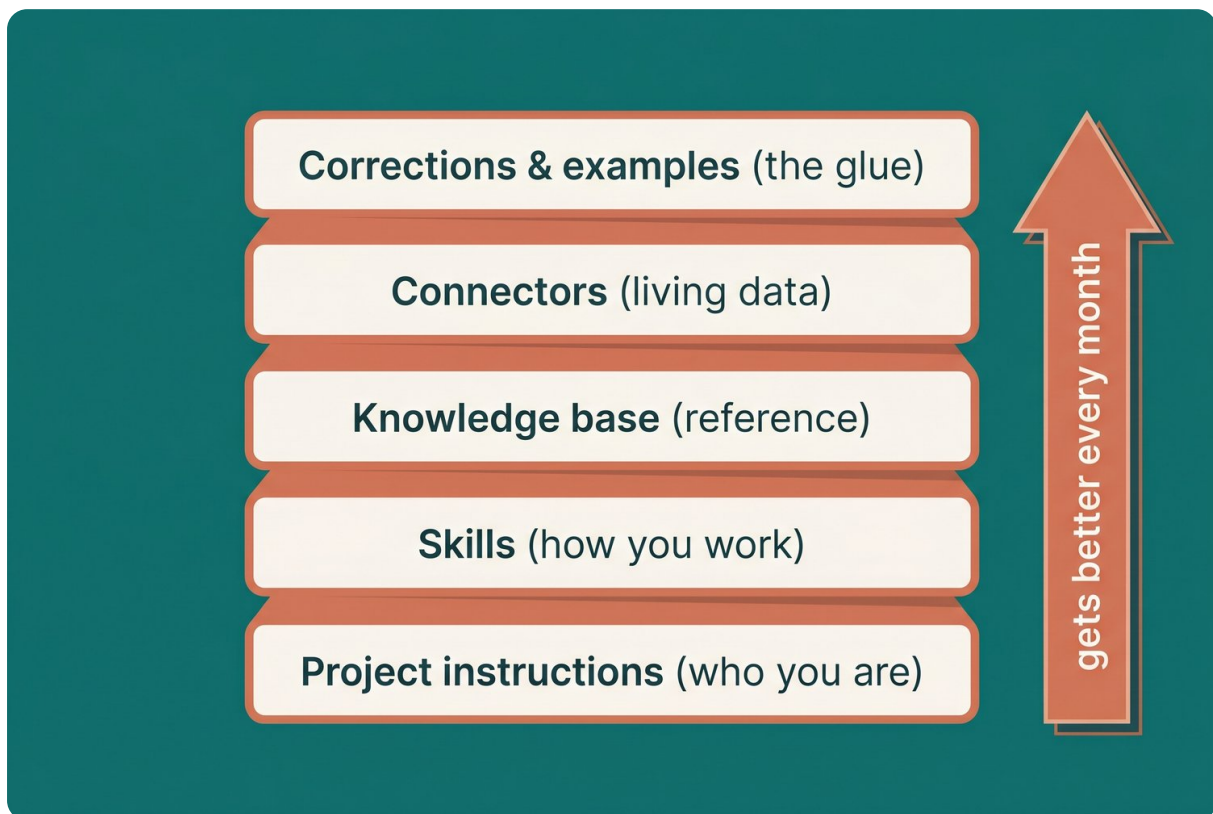 Corrections & examples (the glue)
Connectors (living data)
Knowledge base (reference)
Skills (how you work)
Project instructions (who you are)
gets better every month